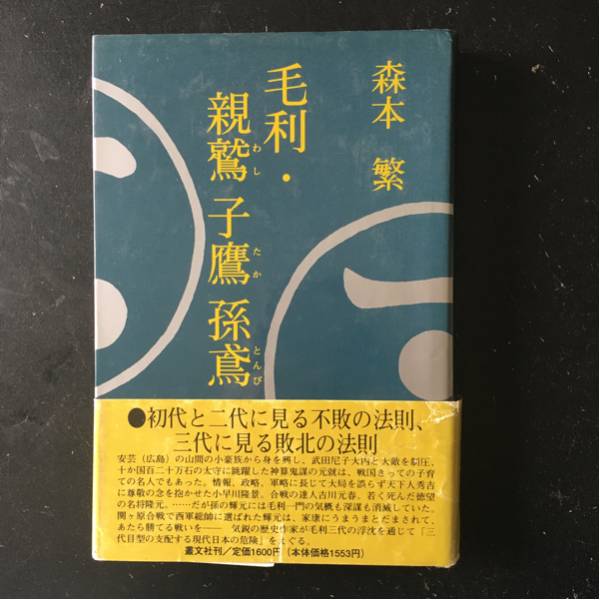 森本 繁
毛利・
親鷲子鷹孫鳶
わし
たか
とんび
●初代と二代に見る不敗の法則、
三代に見る敗北の法則
安芸（広島）の山間の小豪族から身を興し、武田尼子大内と大敵を制圧、
十か国百二十万石の太守に跳躍した神算鬼謀の元就は、戦国きっての子育
ての名人でもあった。情報、政略、軍略に長じて大局を誤らず天下人秀吉
に尊敬の念を抱かせた小早川隆景、合戦の達人吉川元春、若く死んだ徳望
の名将隆元。……だが孫の輝元には毛利一門の気概も深謀も消滅していた。
関ヶ原合戦で西軍総帥に選ばれた輝元は、家康にうまうまとだまされて、
あたら勝てる戦いを―― 気鋭の歴史作家が毛利三代の浮沈を通じて「三
代目型の支配する現代日本の危険」をえぐる。
叢文社刊／定価1600円（本体価格1553円）